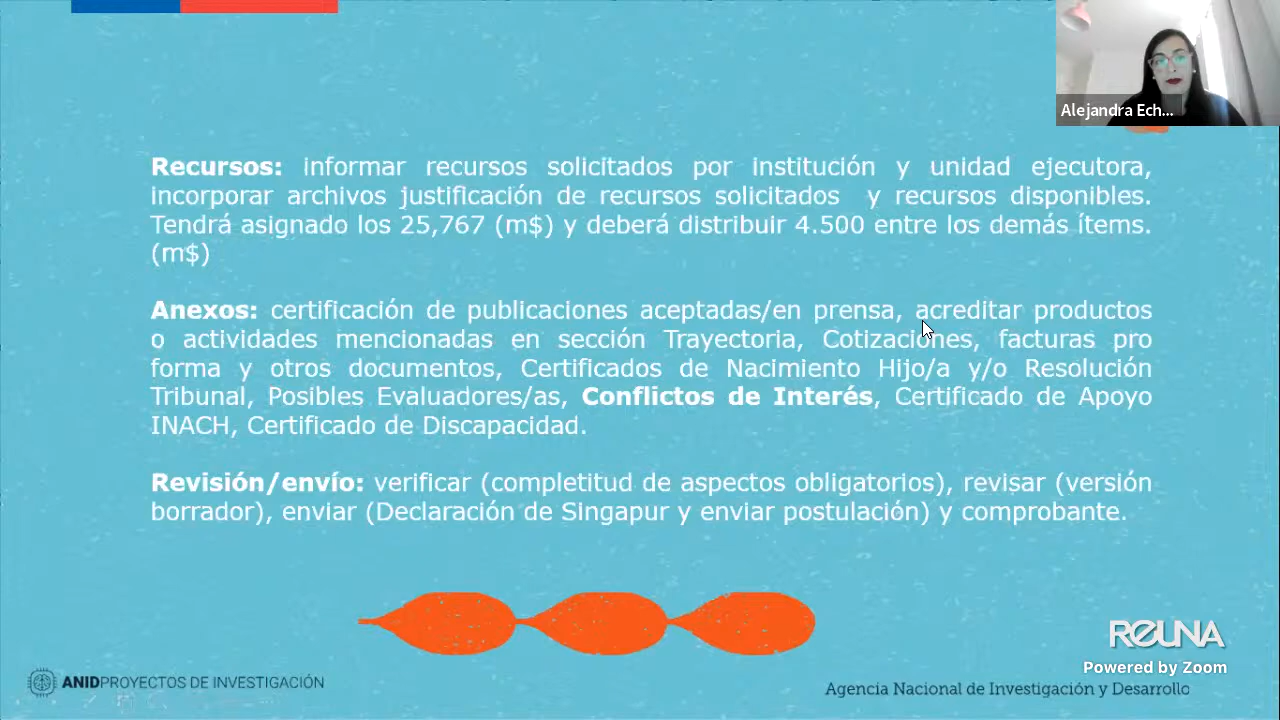 Alejandra Ech...
Recursos: informar recursos solicitados por institución y unidad ejecutora,
incorporar archivos justificación de recursos solicitados y recursos disponibles.
Tendrá asignado los 25,767 (m$) y deberá distribuir 4.500 entre los demás ítems.
(m$)
Anexos: certificación de publicaciones aceptadas/en prensa, acreditar productos
o actividades mencionadas en sección Trayectoria, Cotizaciones, facturas pro
forma y otros documentos, Certificados de Nacimiento Hijo/a y/o Resolución
Tribunal, Posibles Evaluadores/as, Conflictos de Interés, Certificado de Apoyo
INACH, Certificado de Discapacidad.
Revisión/envío: verificar (completitud de aspectos obligatorios), revisar (versión
borrador), enviar (Declaración de Singapur y enviar postulación) y comprobante.
REUNA
Powered by Zoom
ANIDPROYECTOS DE INVESTIGACIÓN
Agencia Nacional de Investigación y Desarrollo